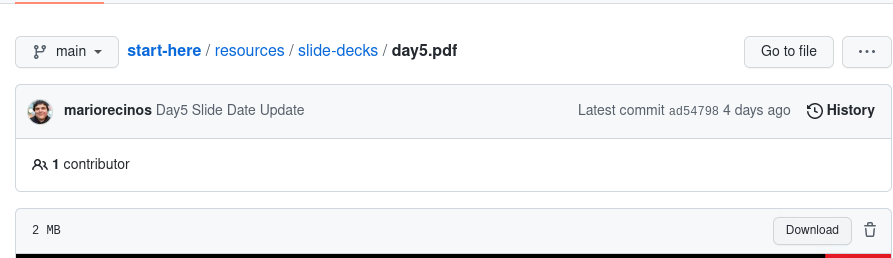 main start-here / resources / slide-decks / day5.pdf Go to file ...
mariorecinos Day5 Slide Date Update Latest commit ad54798 4 days ago History
1 contributor
2 MB Download